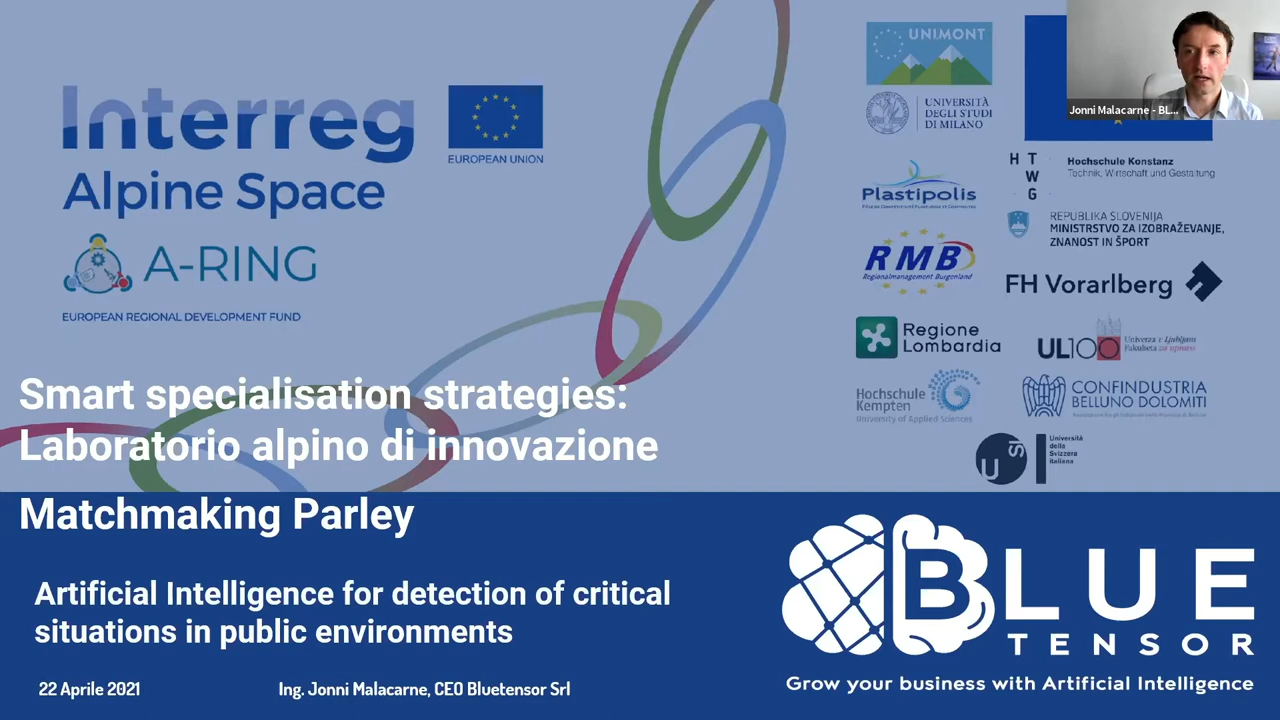 Interreg
EUROPEAN UNION
Alpine Space
A-RING
EUROPEAN REGIONAL DEVELOPMENT FUND
UNIMONT
UNIVERSITÀ
DEGLI STUDI
DI MILANO
Jonni Malacarne - BL...
Plastipolis
H T
W
G
Hochschule Konstanz
Technik, Wirtschaft und Gestaltung
REPUBLIKA SLOVENIJA
MINISTRSTVO ZA IZOBRAŽEVANJE,
ZNANOST IN ŠPORT
RMB
Regionalmanagement Burgenland
FH Vorarlberg
Regione
Lombardia
UL100
Univerza v Ljubljani
Fakulteta za upravo
Hochschule
Kempten
University of Applied Sciences
CONFINDUSTRIA
BELLUNO DOLOMITI
U SI
Università
della
Svizzera
italiana
Smart specialisation strategies:
Laboratorio alpino di innovazione
Matchmaking Parley
Artificial Intelligence for detection of critical
situations in public environments
22 Aprile 2021
Ing. Jonni Malacarne, CEO Bluetensor Srl
BLUE
TENSOR
Grow your business with Artificial Intelligence